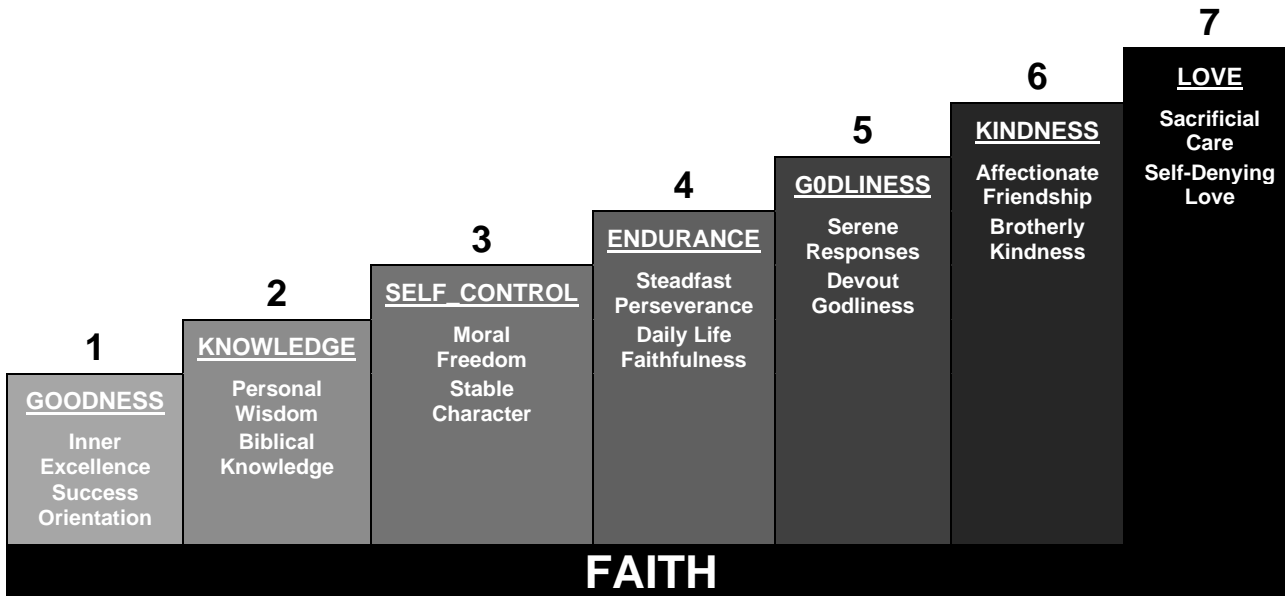 1
GOODNESS
Inner
Excellence
Success
Orientation
2
KNOWLEDGE
Personal
Wisdom
Biblical
Knowledge
3
SELF_CONTROL
Moral
Freedom
Stable
Character
4
ENDURANCE
Steadfast
Perseverance
Daily Life
Faithfulness
5
G0DLINESS
Serene
Responses
Devout
Godliness
6
KINDNESS
Affectionate
Friendship
Brotherly
Kindness
7
LOVE
Sacrificial
Care
Self-Denying
Love
FAITH